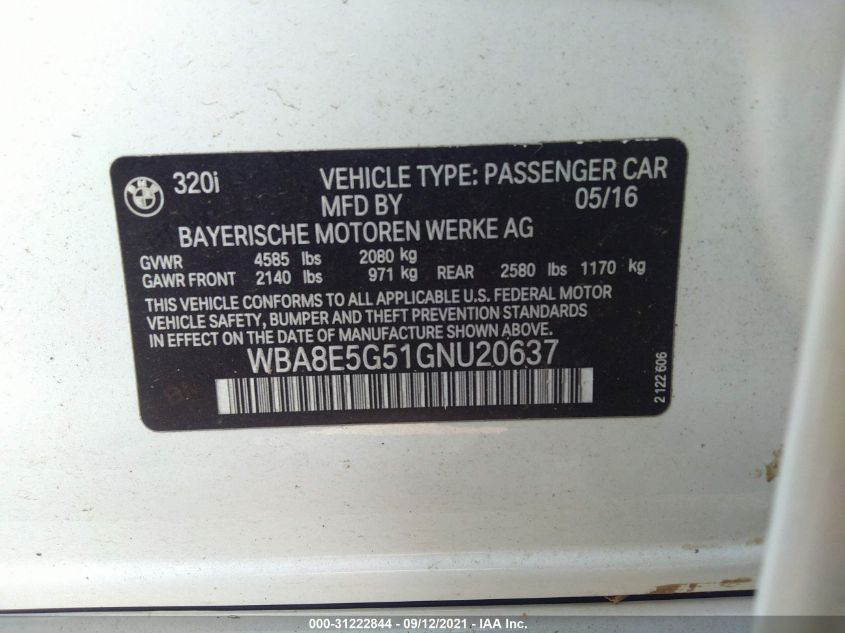 BMW 320i VEHICLE TYPE: PASSENGER CAR
MFD BY 05/16
BAYERISCHE MOTOREN WERKE AG
GVWR 4585 lbs 2080 kg
GAWR FRONT 2140 lbs 971 kg REAR 2580 lbs 1170 kg
THIS VEHICLE CONFORMS TO ALL APPLICABLE U.S. FEDERAL MOTOR
VEHICLE SAFETY, BUMPER AND THEFT PREVENTION STANDARDS
IN EFFECT ON THE DATE OF MANUFACTURE SHOWN ABOVE.
WBA8E5G51GNU20637
2 122 606
000-31222844 - 09/12/2021 - IAA Inc.